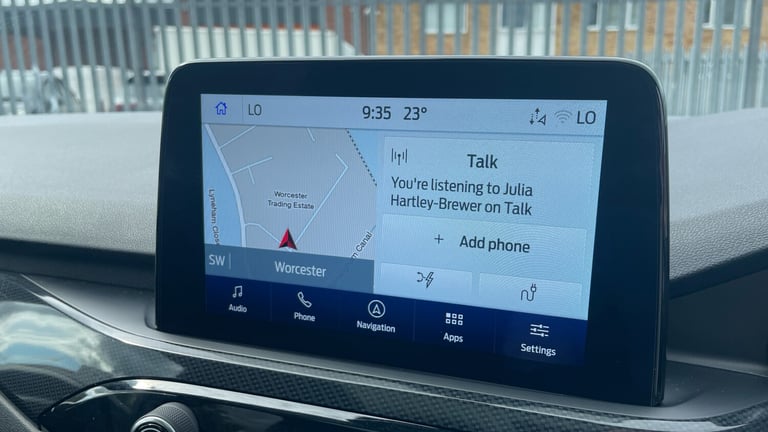 LO
9:35 23°
LO
Talk
You're listening to Julia
Hartley-Brewer on Talk
Worcester
Trading Estate
Lyneham Close
m Canal
SW
Worcester
+ Add phone
Audio
Phone
Navigation
Apps
Settings